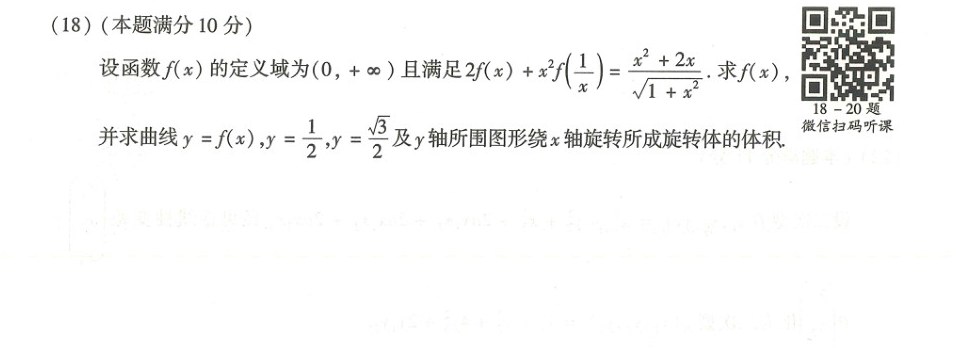 (18)(本题满分 10 分)
设函数 f(x) 的定义域为(0, + ∞)且满足2f(x) + x²f(1/x) = (x² + 2x)/√(1 + x²). 求f(x),
18 - 20 题
并求曲线 y = f(x), y = 1/2, y = √3/2 及 y 轴所围图形绕 x 轴旋转所成旋转体的体积.
微信扫码听课